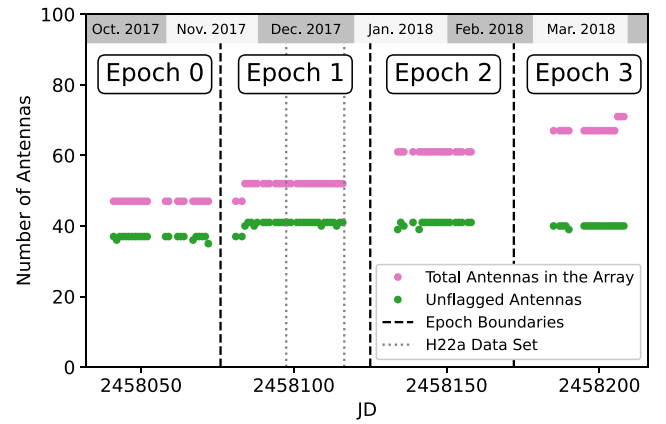 100
Oct. 2017 Nov. 2017 Dec. 2017 Jan. 2018 Feb. 2018 Mar. 2018
Epoch 0 Epoch 1 Epoch 2 Epoch 3
80
60
40
20
0
Number of Antennas
Total Antennas in the Array
Unflagged Antennas
Epoch Boundaries
H22a Data Set
2458050 2458100 2458150 2458200
JD